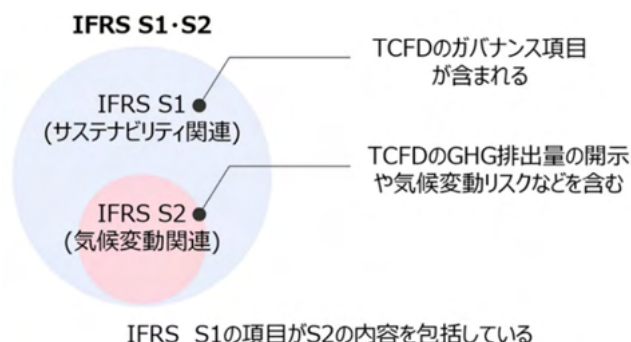 IFRS S1・S2
TCFDのガバナンス項目
が含まれる
IFRS S1
(サステナビリティ関連)
TCFDのGHG排出量の開示
や気候変動リスクなどを含む
IFRS S2
(気候変動関連)
IFRS S1の項目がS2の内容を包括している